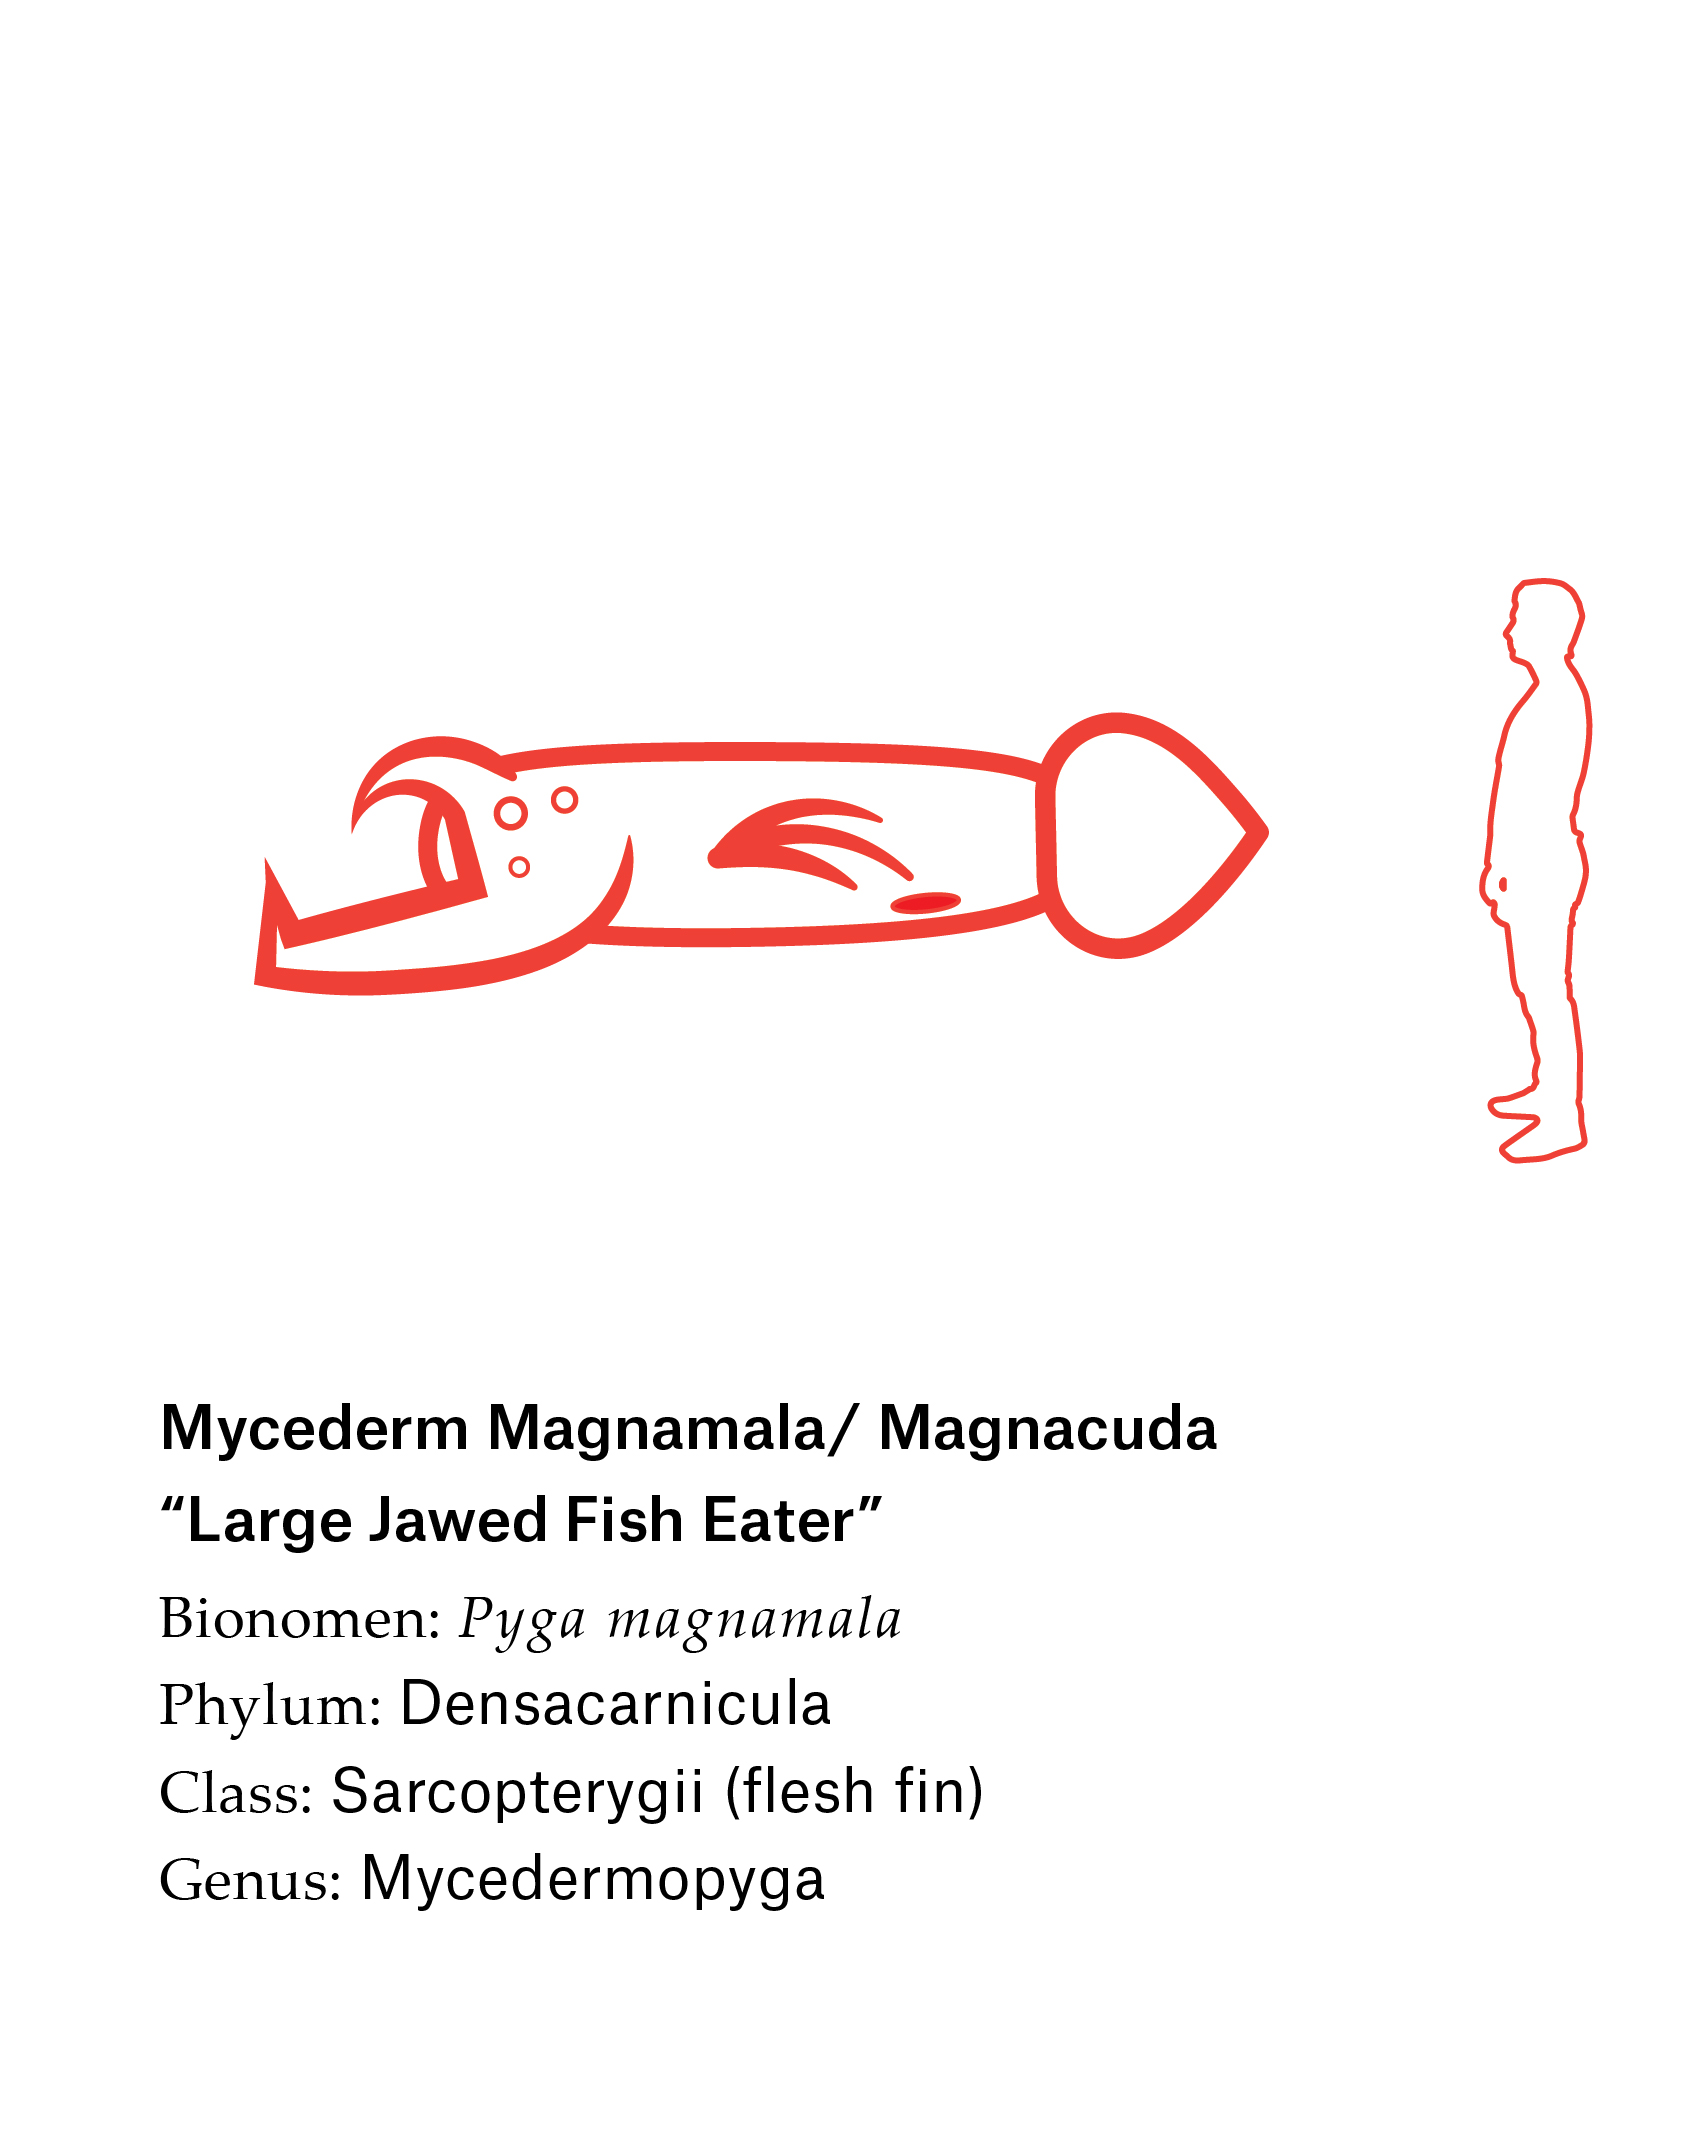 Mycederm Magnamala/ Magnacuda
“Large Jawed Fish Eater”
Bionomen: Pyga magnamala
Phylum: Densacarnicula
Class: Sarcopterygii (flesh fin)
Genus: Mycedermopyga